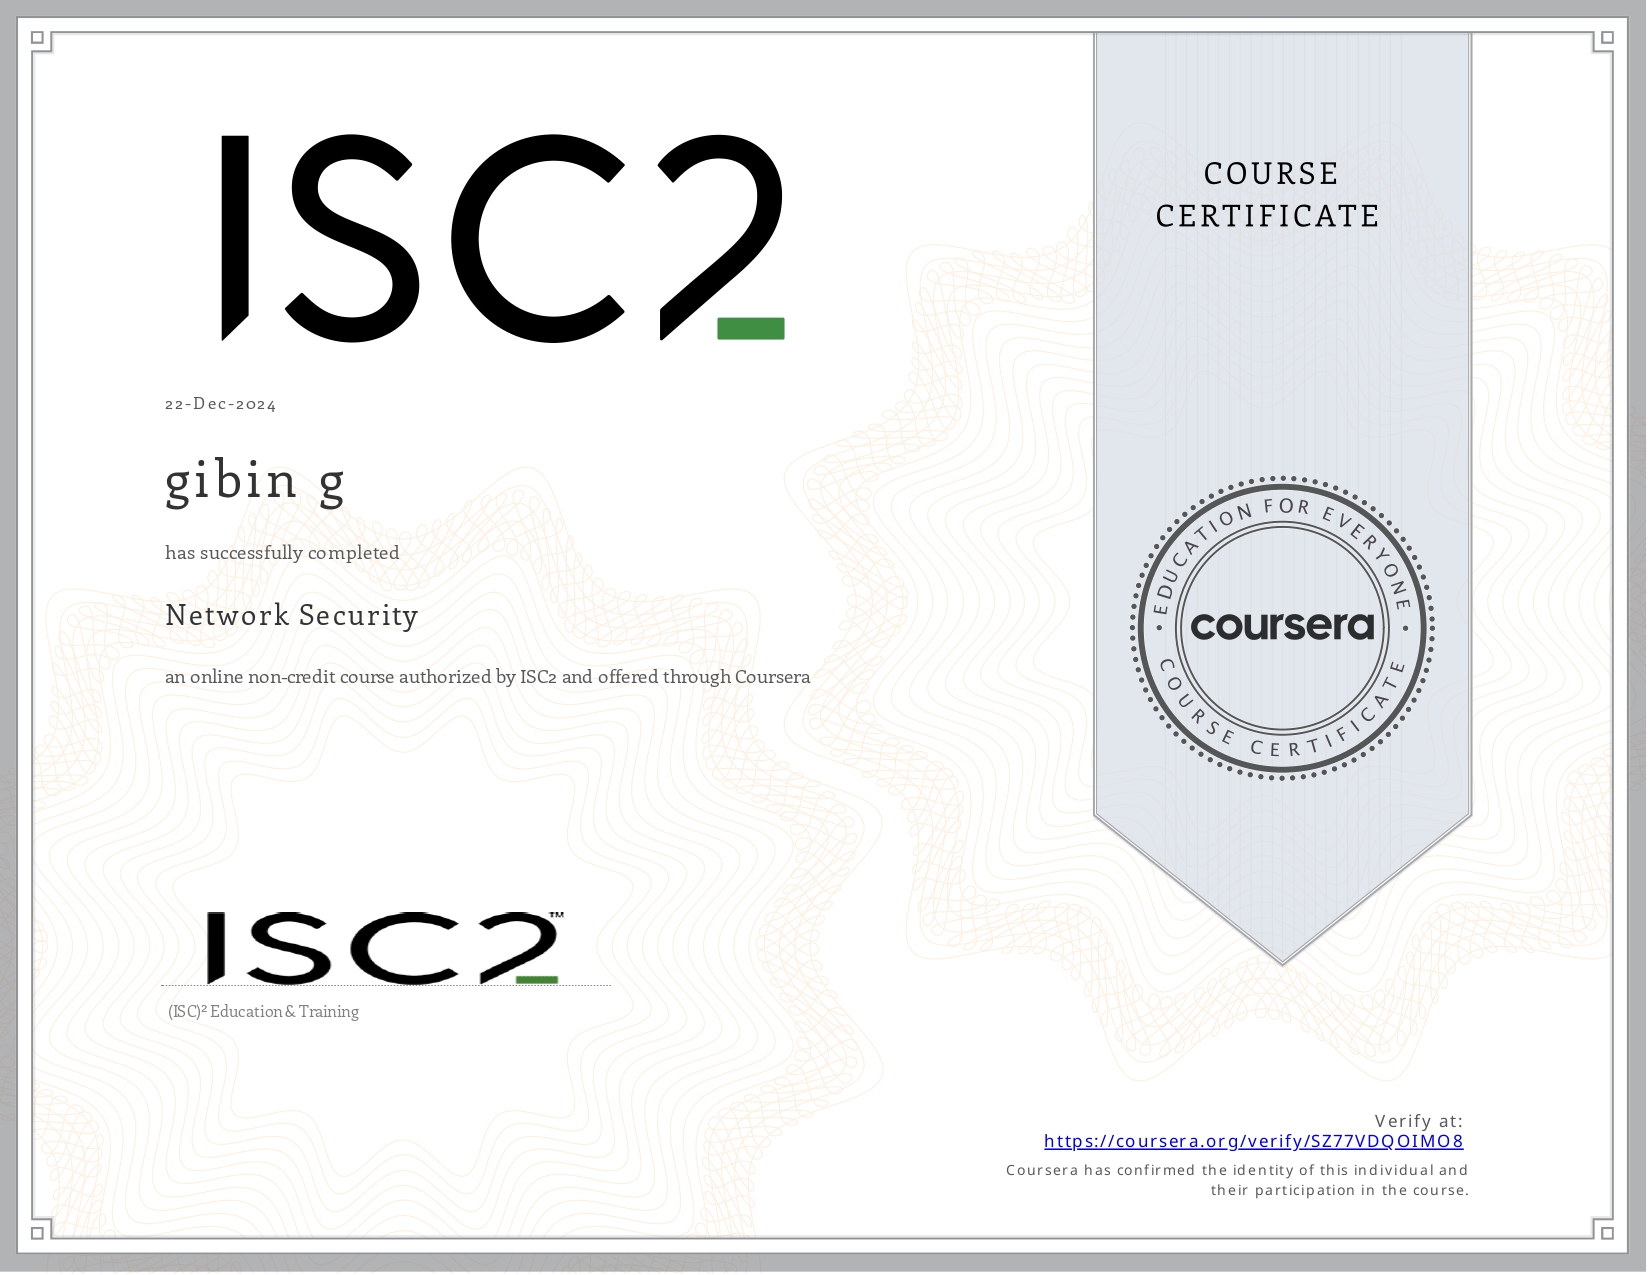 ISC2
COURSE
CERTIFICATE
22-Dec-2024
gibin g
has successfully completed
Network Security
an online non-credit course authorized by ISC2 and offered through Coursera
• EDUCATION FOR EVERYONE •
coursera
COURSE CERTIFICATE
ISC2™
(ISC)² Education & Training
Verify at:
https://coursera.org/verify/SZ77VDQOIMO8
Coursera has confirmed the identity of this individual and
their participation in the course.